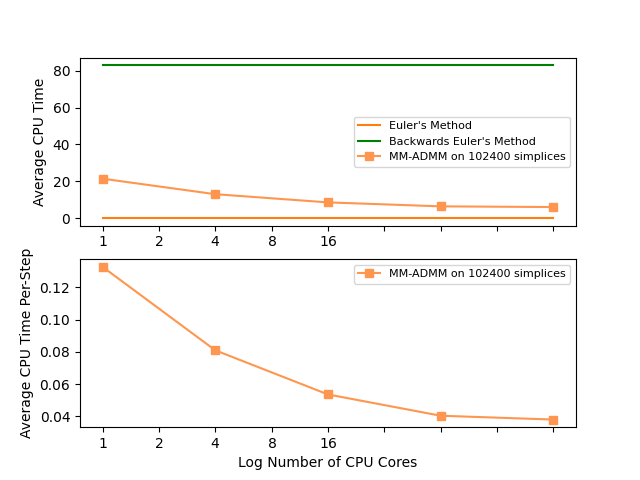 80
60
40
20
0
Average CPU Time
Euler's Method
Backwards Euler's Method
MM-ADMM on 102400 simplices
1 2 4 8 16
0.12
0.10
0.08
0.06
0.04
Average CPU Time Per-Step
MM-ADMM on 102400 simplices
1 2 4 8 16
Log Number of CPU Cores